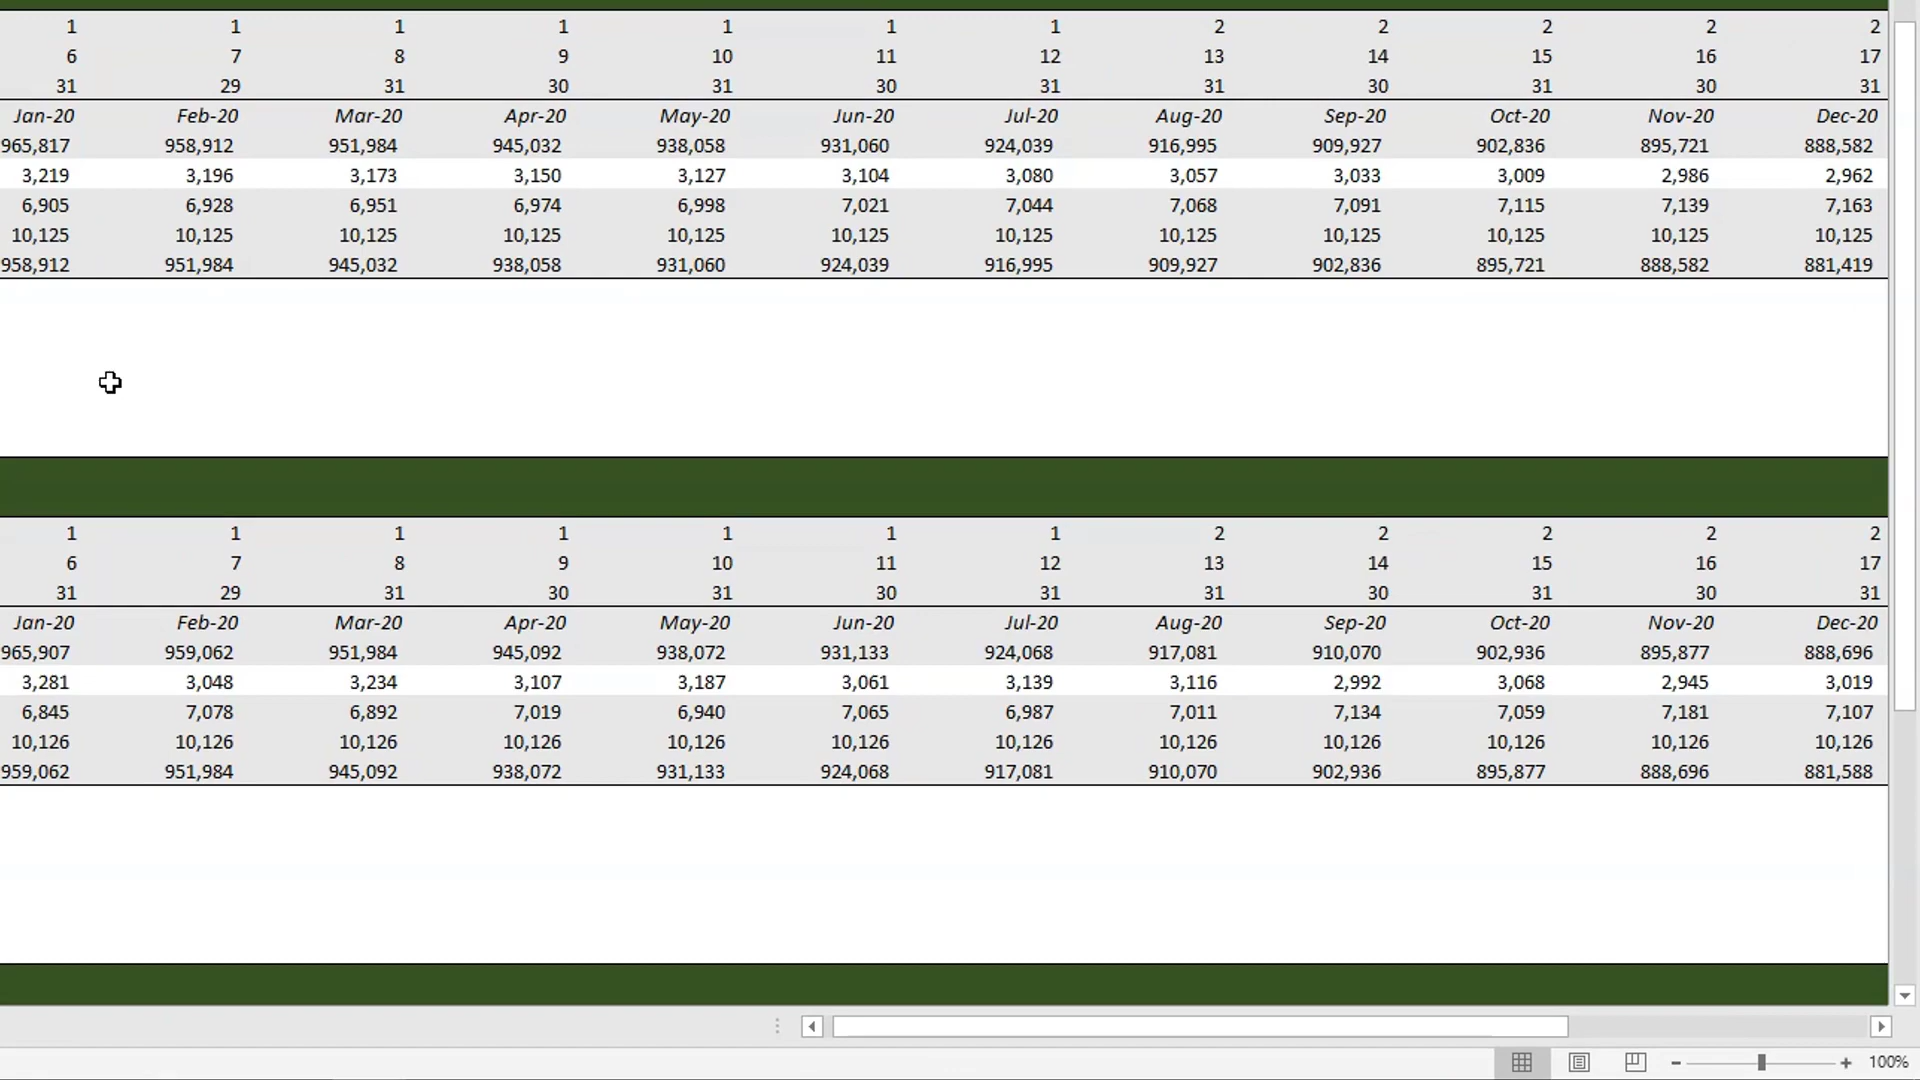 1 1 1 1 1 1 1 2 2 2 2 2
6 7 8 9 10 11 12 13 14 15 16 17
31 29 31 30 31 30 31 31 30 31 30 31
Jan-20 Feb-20 Mar-20 Apr-20 May-20 Jun-20 Jul-20 Aug-20 Sep-20 Oct-20 Nov-20 Dec-20
965,817 958,912 951,984 945,032 938,058 931,060 924,039 916,995 909,927 902,836 895,721 888,582
3,219 3,196 3,173 3,150 3,127 3,104 3,080 3,057 3,033 3,009 2,986 2,962
6,905 6,928 6,951 6,974 6,998 7,021 7,044 7,068 7,091 7,115 7,139 7,163
10,125 10,125 10,125 10,125 10,125 10,125 10,125 10,125 10,125 10,125 10,125 10,125
958,912 951,984 945,032 938,058 931,060 924,039 916,995 909,927 902,836 895,721 888,582 881,419
1 1 1 1 1 1 1 2 2 2 2 2
6 7 8 9 10 11 12 13 14 15 16 17
31 29 31 30 31 30 31 31 30 31 30 31
Jan-20 Feb-20 Mar-20 Apr-20 May-20 Jun-20 Jul-20 Aug-20 Sep-20 Oct-20 Nov-20 Dec-20
965,907 959,062 951,984 945,092 938,072 931,133 924,068 917,081 910,070 902,936 895,877 888,696
3,281 3,048 3,234 3,107 3,187 3,061 3,139 3,116 2,992 3,068 2,945 3,019
6,845 7,078 6,892 7,019 6,940 7,065 6,987 7,011 7,134 7,059 7,181 7,107
10,126 10,126 10,126 10,126 10,126 10,126 10,126 10,126 10,126 10,126 10,126 10,126
959,062 951,984 945,092 938,072 931,133 924,068 917,081 910,070 902,936 895,877 888,696 881,588
100%